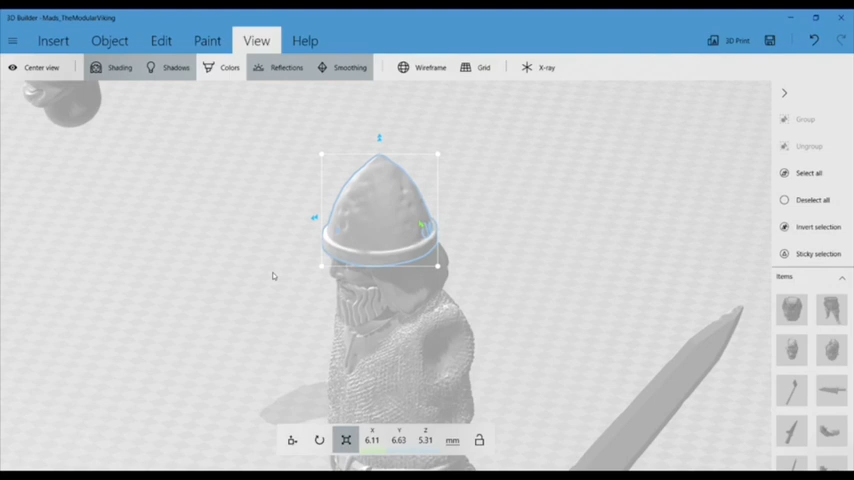 3D Builder - Mads_TheModularViking
Insert Object Edit Paint View Help
3D Print
Center view Shading Shadows Colors Reflections Smoothing Wireframe Grid X-ray
Group
Ungroup
Select all
Deselect all
Invert selection
Sticky selection
Items
X Y Z
6.11 6.63 5.31 mm